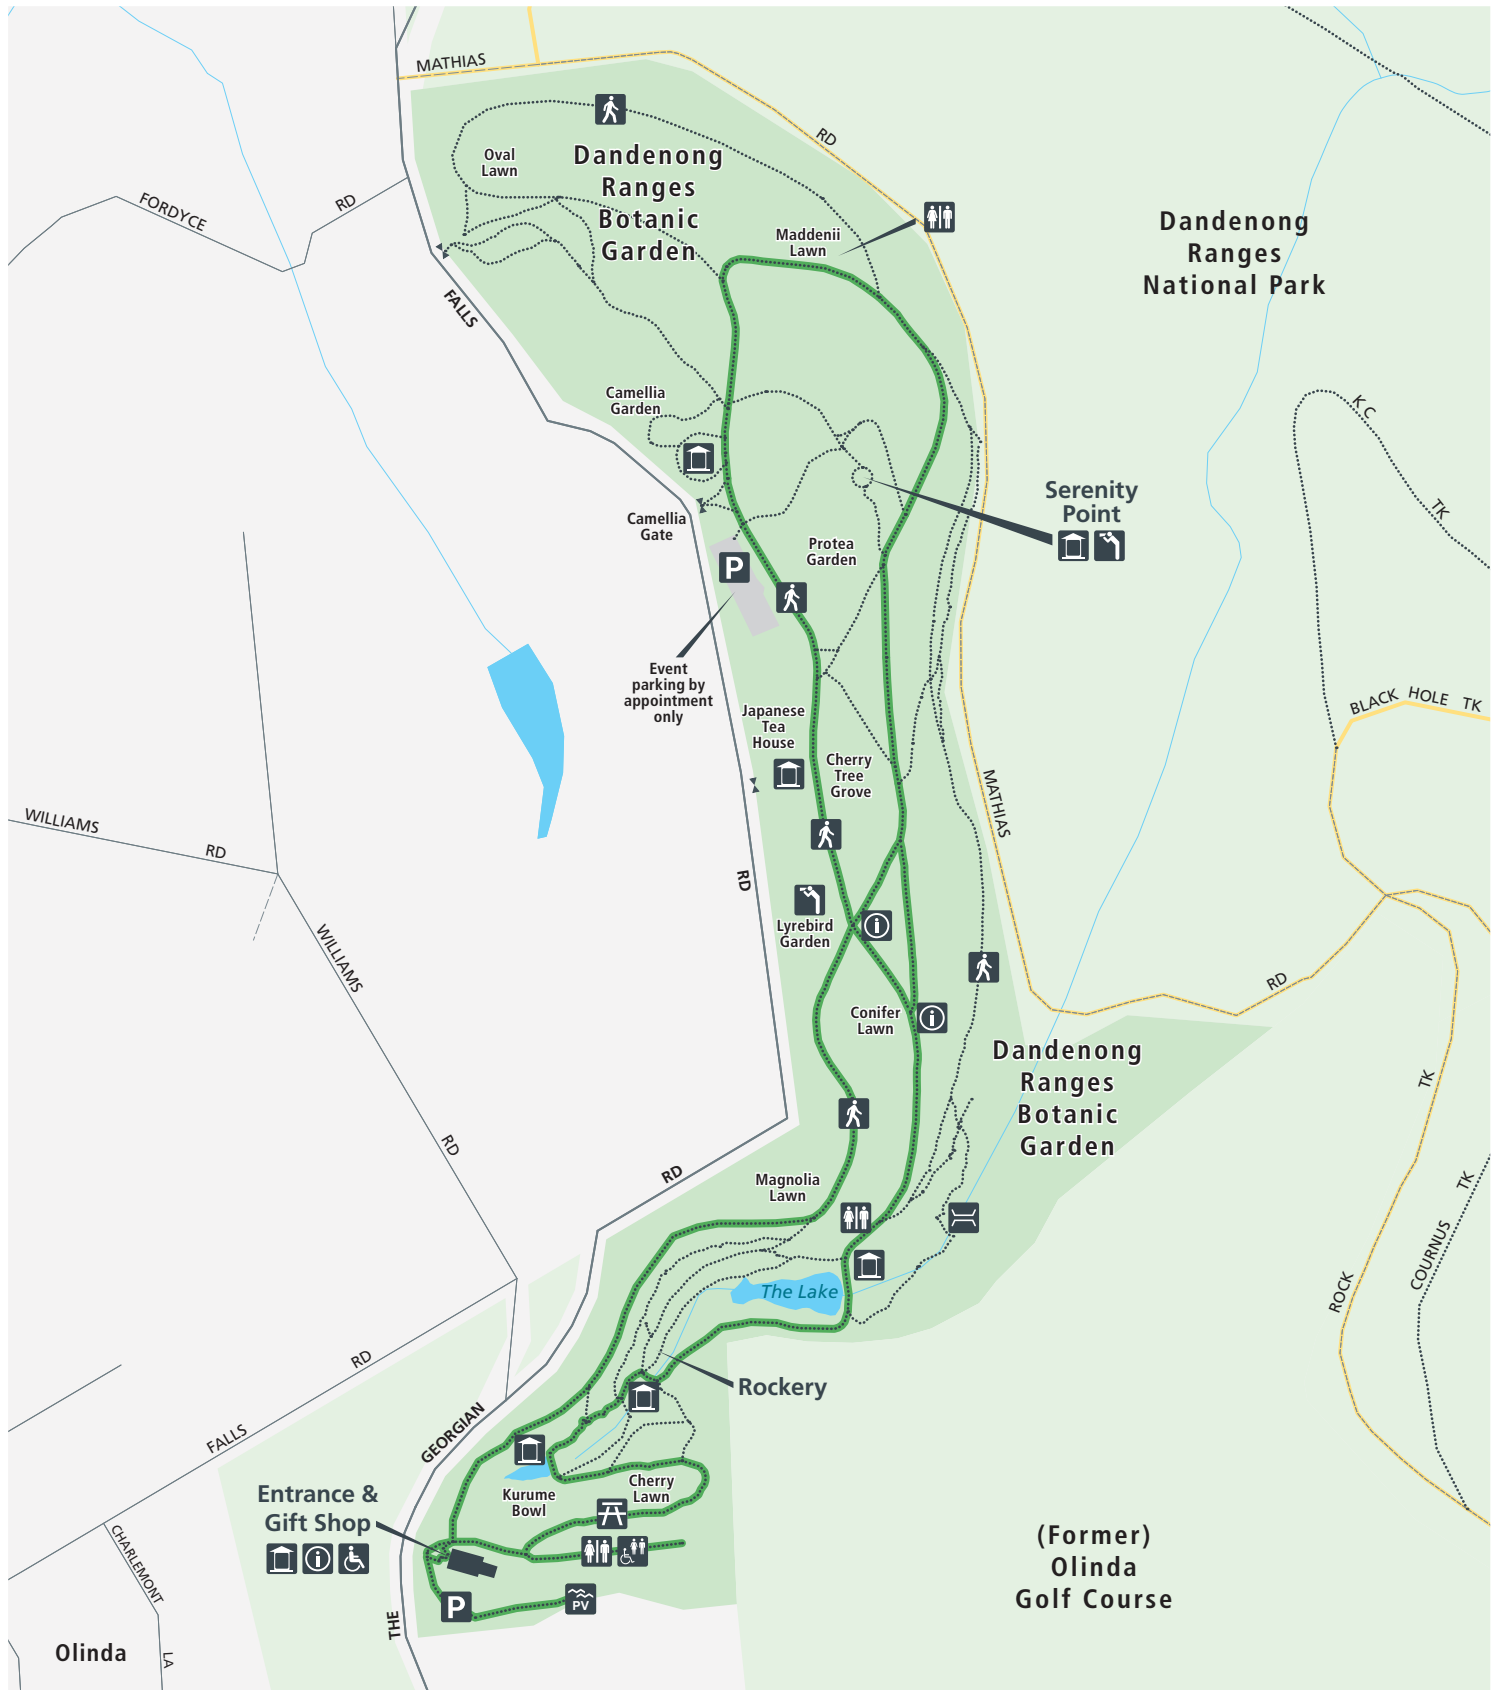 MATHIAS
RD
FORDYCE
RD
Oval
Lawn
Dandenong
Ranges
Botanic
Garden
Maddenii
Lawn
Dandenong
Ranges
National Park
FALLS
Camellia
Garden
K C
TK
Serenity
Point
Camellia
Gate
Protea
Garden
P
Event
parking by
appointment
only
Japanese
Tea
House
Cherry
Tree
Grove
BLACK HOLE TK
MATHIAS
WILLIAMS
RD
RD
Lyrebird
Garden
i
WILLIAMS
RD
Conifer
Lawn
i
RD
Dandenong
Ranges
Botanic
Garden
TK
RD
Magnolia
Lawn
TK
COURNUS
ROCK
The Lake
RD
Rockery
FALLS
GEORGIAN
Kurume
Bowl
Cherry
Lawn
Entrance &
Gift Shop
i
CHARLEMONT
LA
(Former)
Olinda
Golf Course
P
PV
THE
Olinda